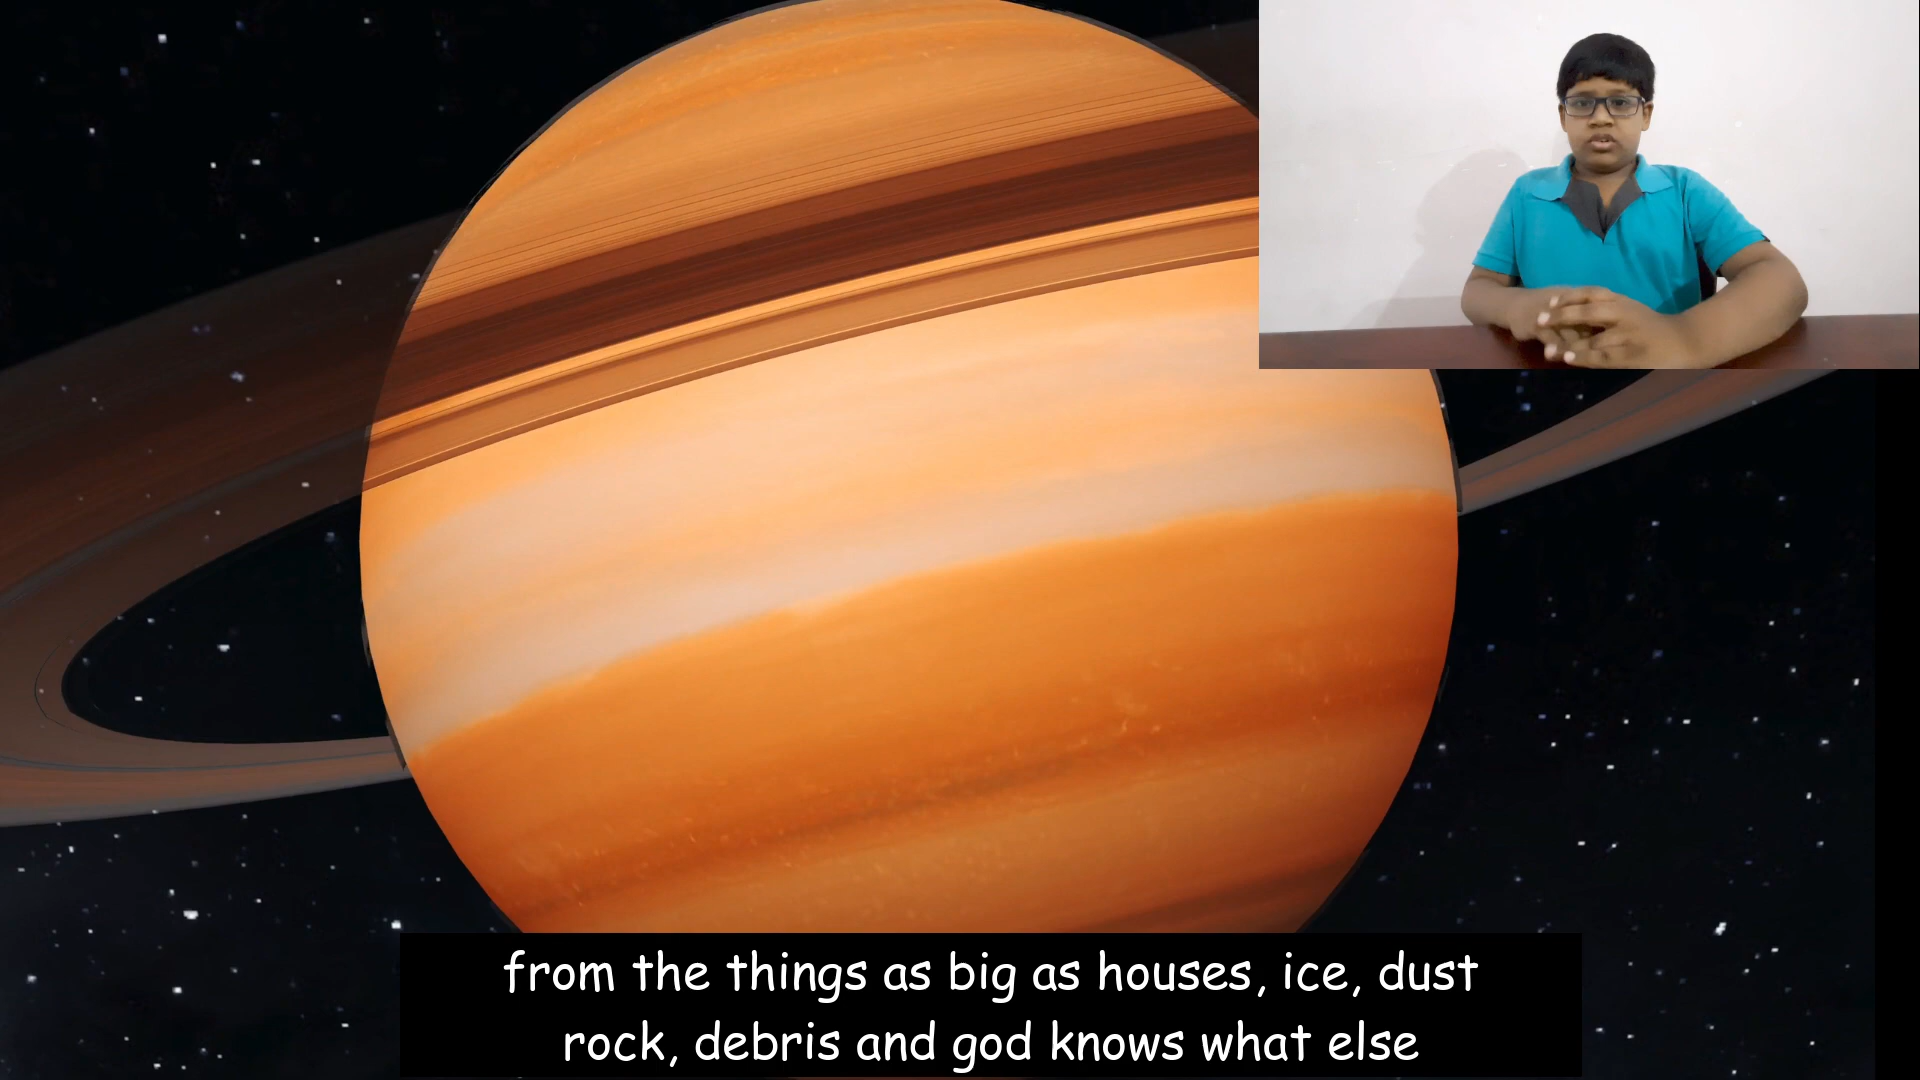 from the things as big as houses, ice, dust
rock, debris and god knows what else